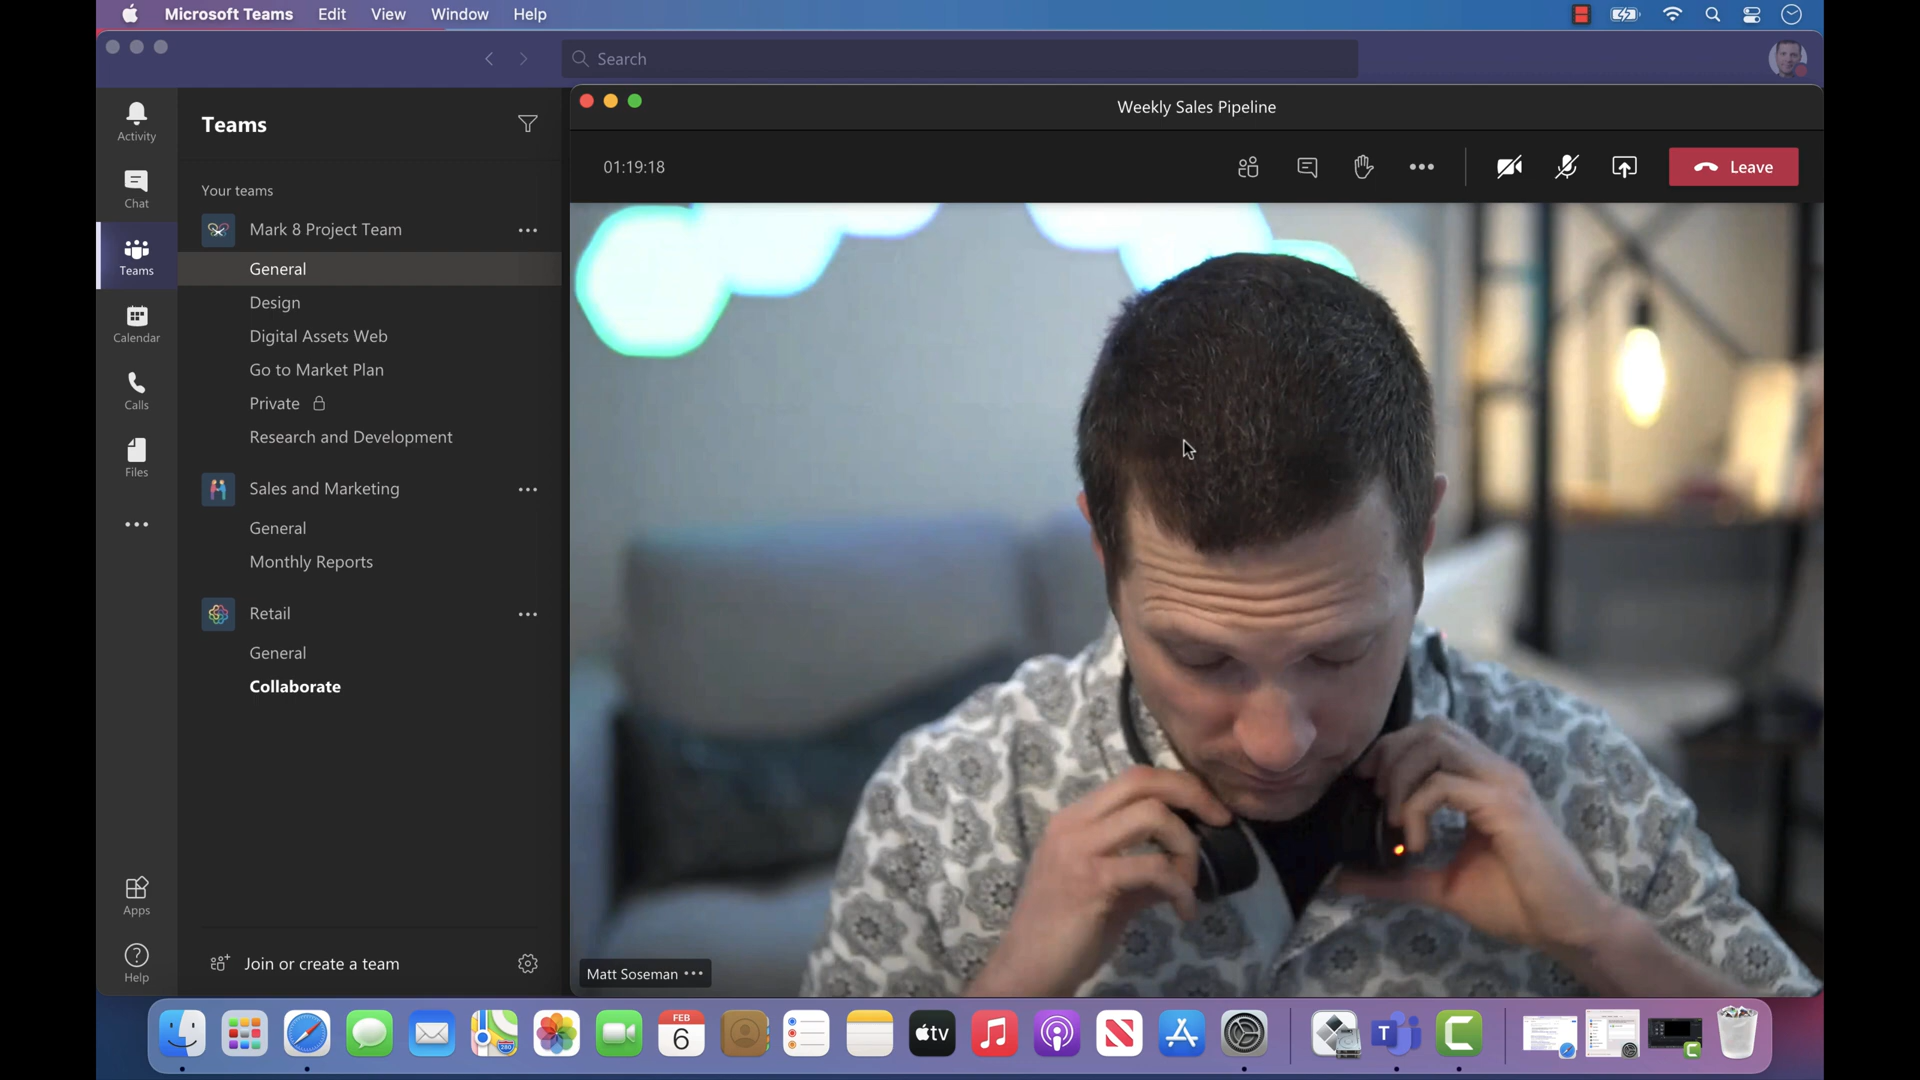 Microsoft Teams Edit View Window Help
Search
Weekly Sales Pipeline
01:19:18
Leave
Activity
Chat
Teams
Calendar
Calls
Files
Apps
Help
Teams
Your teams
Mark 8 Project Team
General
Design
Digital Assets Web
Go to Market Plan
Private
Research and Development
Sales and Marketing
General
Monthly Reports
Retail
General
Collaborate
Join or create a team
Matt Soseman
280
FEB
6
tv
T